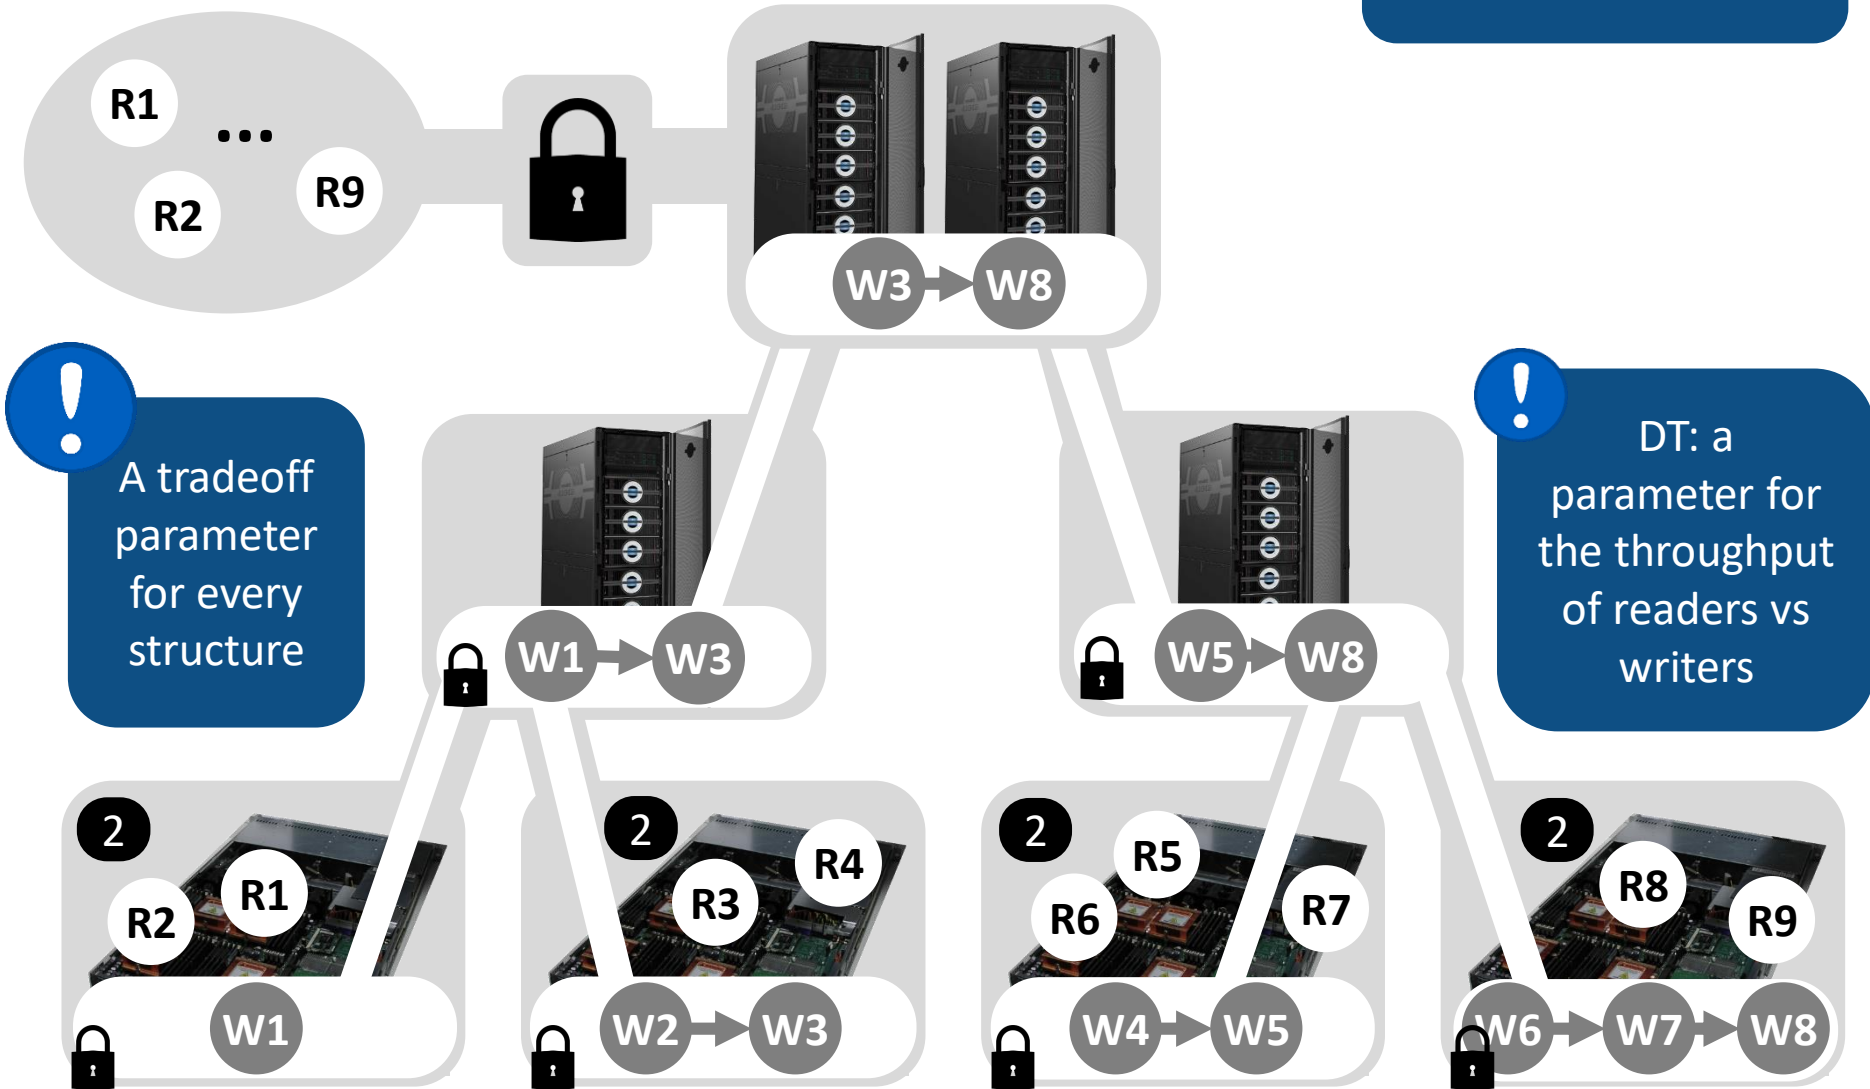 R1
...
R2
R9
W3
W8
A tradeoff
parameter
for every
structure
DT: a
parameter for
the throughput
of readers vs
writers
W1
W3
W5
W8
2
R2
R1
W1
2
R3
R4
W2
W3
2
R5
R6
R7
W4
W5
2
R8
R9
W6
W7
W8